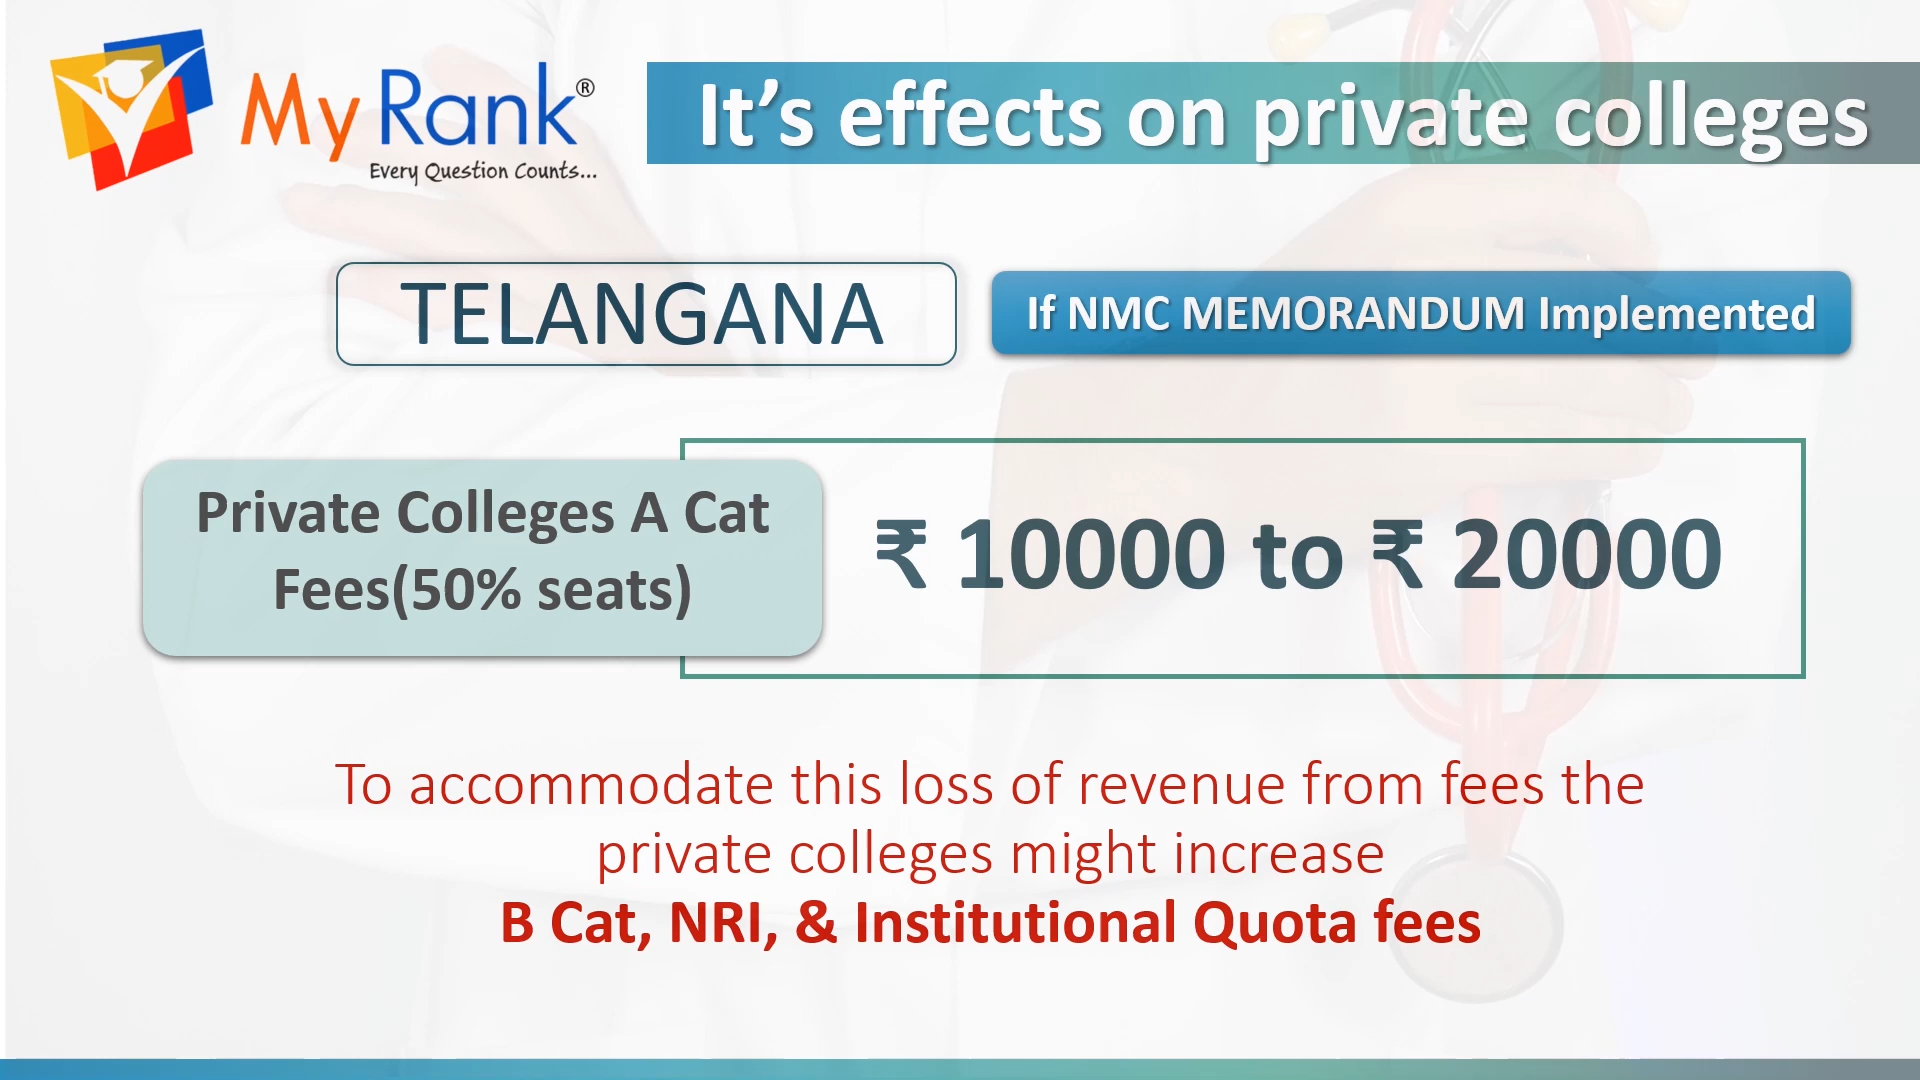 My Rank®
Every Question Counts...
It’s effects on private colleges
TELANGANA
If NMC MEMORANDUM Implemented
Private Colleges A Cat
Fees(50% seats)
₹ 10000 to ₹ 20000
To accommodate this loss of revenue from fees the
private colleges might increase
B Cat, NRI, & Institutional Quota fees